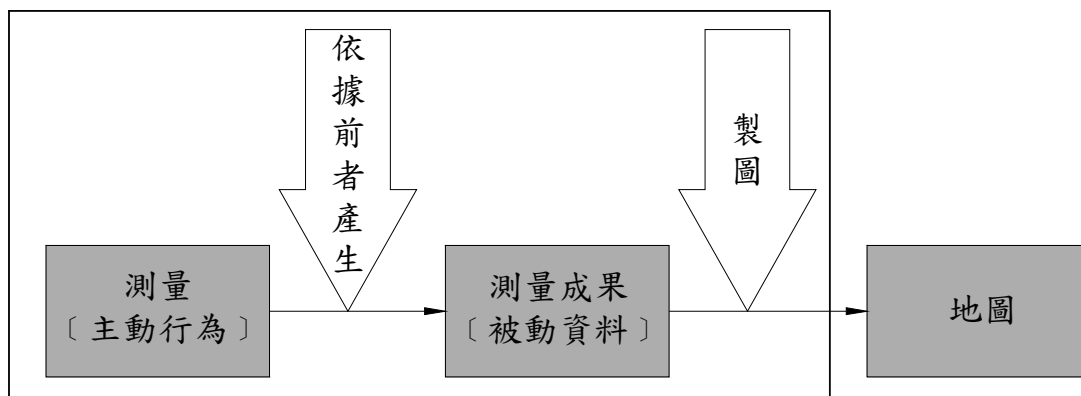 依據前者產生
製圖
測量
﹝主動行為﹞
測量成果
﹝被動資料﹞
地圖